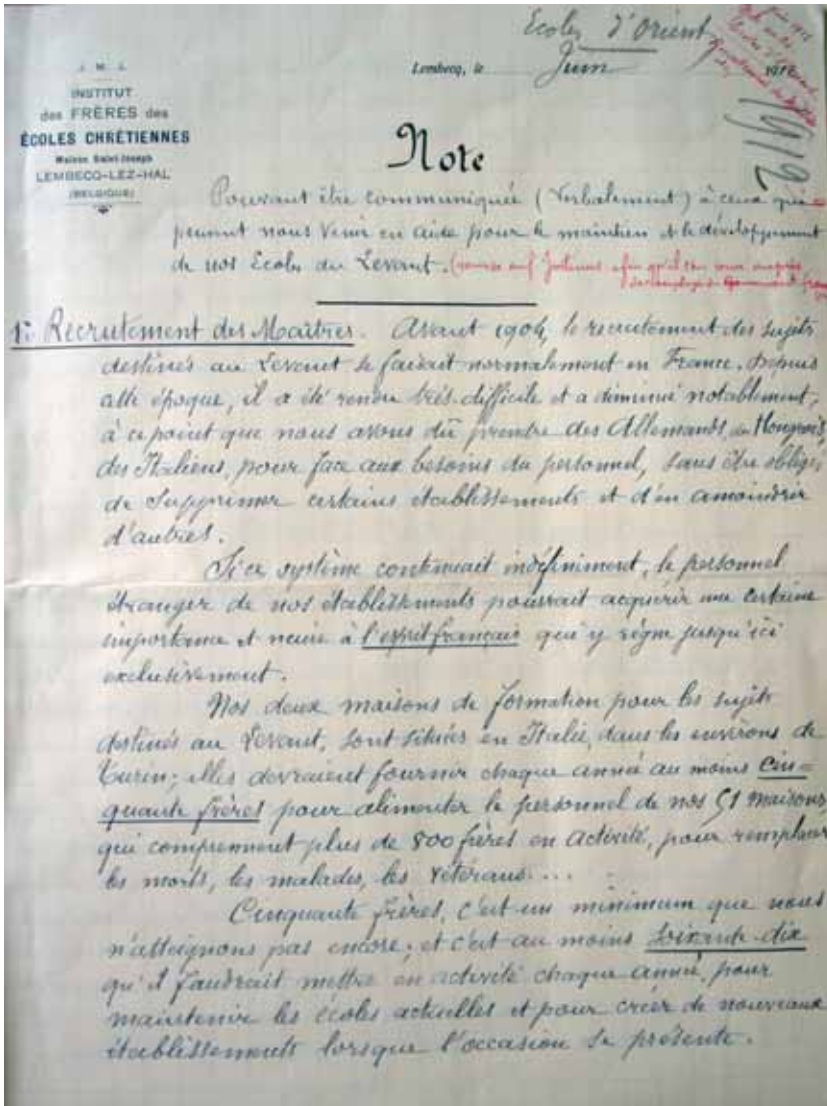 Ecoles d'Orient
J. M. J.
INSTITUT
des FRÈRES des
ÉCOLES CHRÉTIENNES
Maison Saint-Joseph
LEMBECQ-LEZ-HAL
(BELGIQUE)
Lembecq, le Juin 191
1912
Note
Pouvant être communiquée (Verbalement) à ceux qui
peuvent nous venir en aide pour le maintien et le développement
de nos Ecoles du Levant.
1º Recrutement des Maîtres. Avant 1904, le recrutement des sujets
destinés au Levant se faisait normalement en France. Depuis
cette époque, il a été rendu très difficile et a diminué notablement,
à ce point que nous avons dû prendre des Allemands, des Hongrois,
des Italiens, pour face aux besoins du personnel, sans être obligés
de supprimer certains établissements et d'en amoindrir
d'autres.
Si ce système continuait indéfiniment, le personnel
étranger de nos établissements pourrait acquérir une certaine
importance et nuire à l'esprit français qui y règne jusqu'ici
exclusivement.
Nos deux maisons de formation pour les sujets
destinés au Levant, sont situées en Italie, dans les environs de
Turin; elles devraient fournir chaque année au moins cin=
quante frères pour alimenter le personnel de nos 51 maisons,
qui comprennent plus de 800 frères en activité, pour remplacer
les morts, les malades, les vétérans...
Cinquante frères, c'est un minimum que nous
n'atteignons pas encore; et c'est au moins soixante-dix
qu'il faudrait mettre en activité chaque année, pour
maintenir les écoles actuelles et pour créer de nouveaux
établissements lorsque l'occasion se présente.